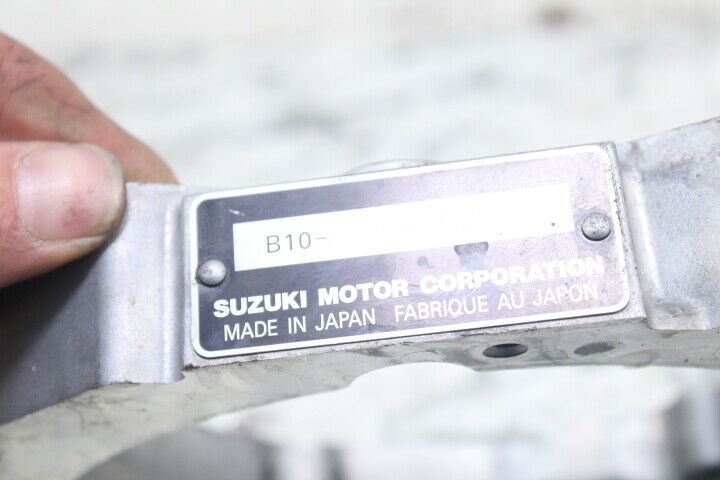 B10-
SUZUKI MOTOR CORPORATION
MADE IN JAPAN FABRIQUE AU JAPON